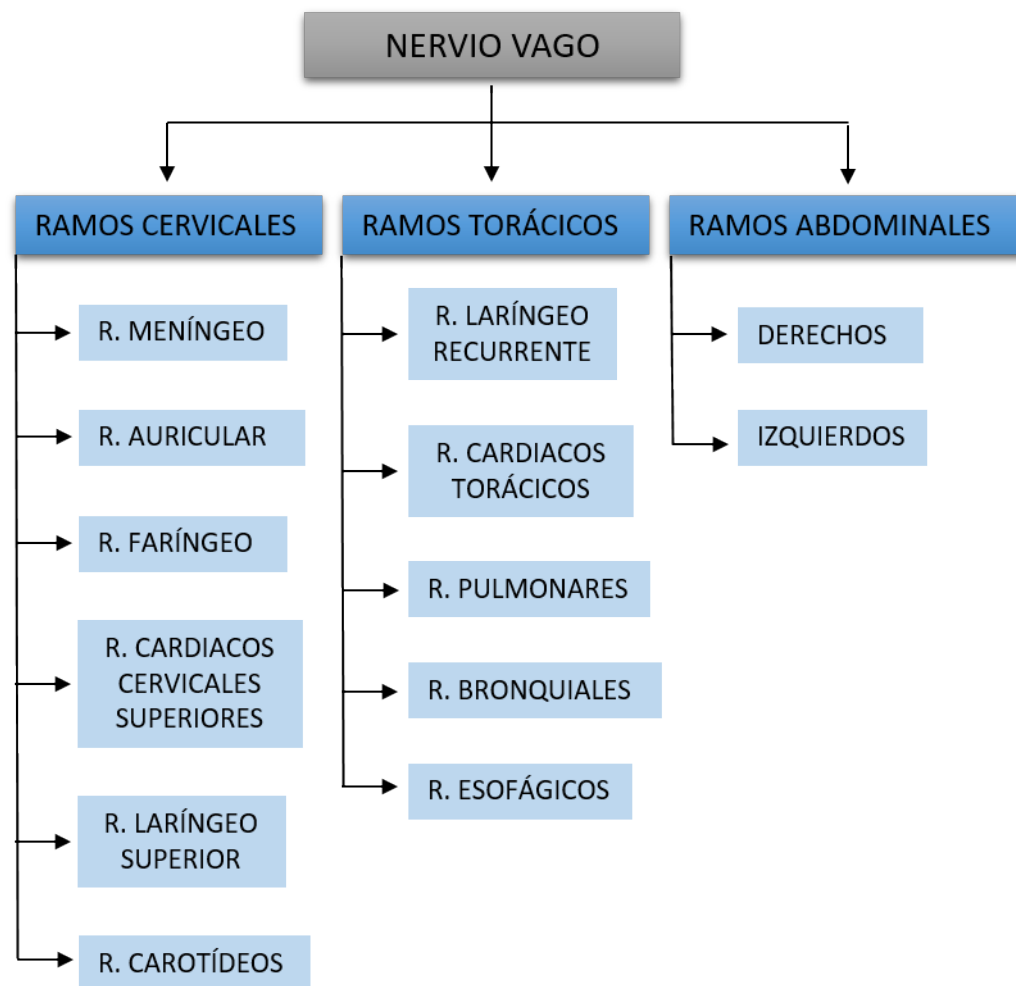 NERVIO VAGO
RAMOS CERVICALES
R. MENÍNGEO
R. AURICULAR
R. FARÍNGEO
R. CARDIACOS
CERVICALES
SUPERIORES
R. LARÍNGEO
SUPERIOR
R. CAROTÍDEOS
RAMOS TORÁCICOS
R. LARÍNGEO
RECURRENTE
R. CARDIACOS
TORÁCICOS
R. PULMONARES
R. BRONQUIALES
R. ESOFÁGICOS
RAMOS ABDOMINALES
DERECHOS
IZQUIERDOS